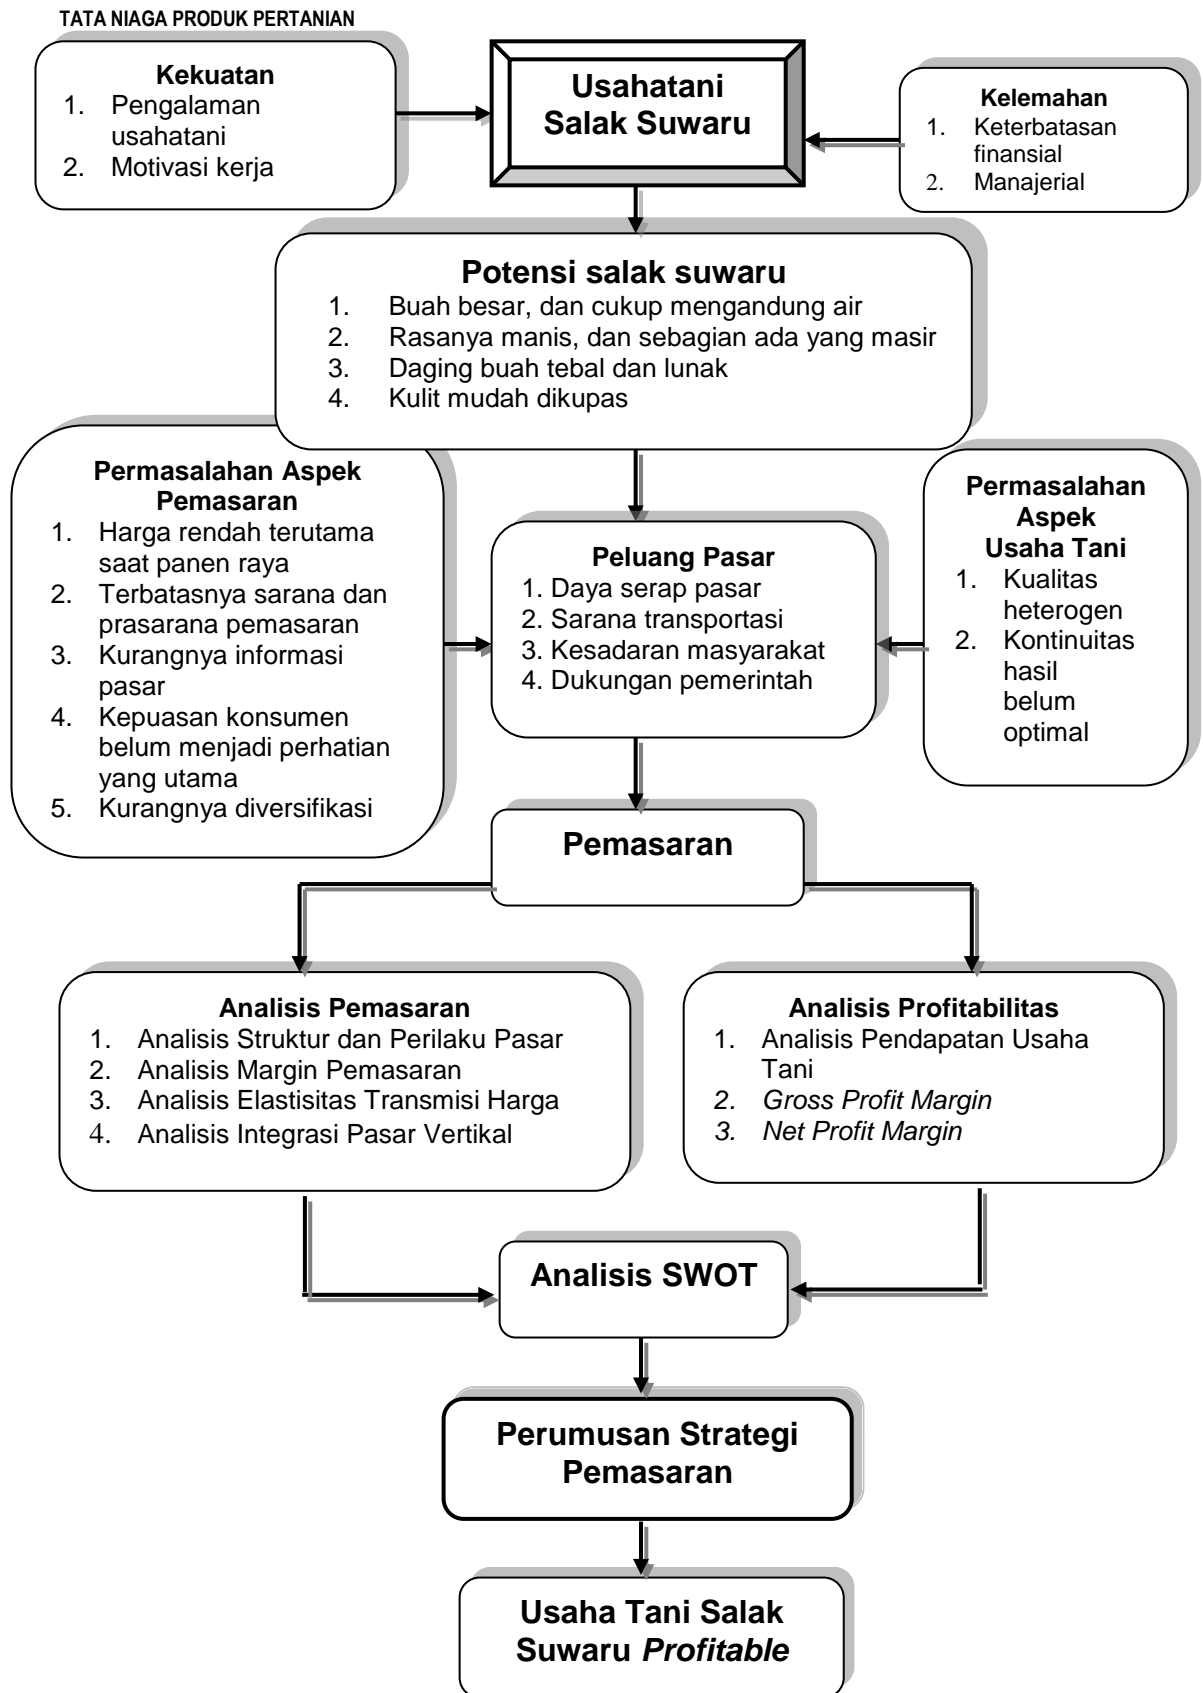 TATA NIAGA PRODUK PERTANIAN
Kekuatan
1. Pengalaman
usahatani
2. Motivasi kerja
Usahatani
Salak Suwaru
Kelemahan
1. Keterbatasan
finansial
2. Manajerial
Potensi salak suwaru
1. Buah besar, dan cukup mengandung air
2. Rasanya manis, dan sebagian ada yang masir
3. Daging buah tebal dan lunak
4. Kulit mudah dikupas
Permasalahan Aspek
Pemasaran
1. Harga rendah terutama
saat panen raya
2. Terbatasnya sarana dan
prasarana pemasaran
3. Kurangnya informasi
pasar
4. Kepuasan konsumen
belum menjadi perhatian
yang utama
5. Kurangnya diversifikasi
Peluang Pasar
1. Daya serap pasar
2. Sarana transportasi
3. Kesadaran masyarakat
4. Dukungan pemerintah
Permasalahan
Aspek
Usaha Tani
1. Kualitas
heterogen
2. Kontinuitas
hasil
belum
optimal
Pemasaran
Analisis Pemasaran
1. Analisis Struktur dan Perilaku Pasar
2. Analisis Margin Pemasaran
3. Analisis Elastisitas Transmisi Harga
4. Analisis Integrasi Pasar Vertikal
Analisis Profitabilitas
1. Analisis Pendapatan Usaha
Tani
2. Gross Profit Margin
3. Net Profit Margin
Analisis SWOT
Perumusan Strategi
Pemasaran
Usaha Tani Salak
Suwaru Profitable